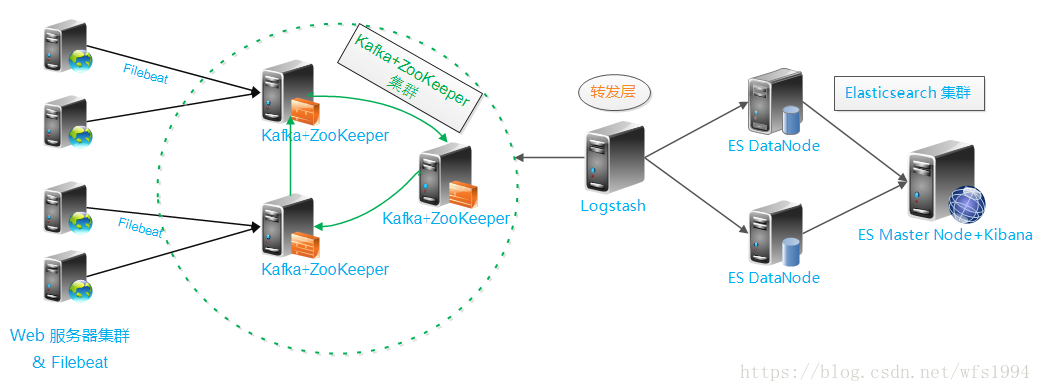 Filebeat
Kafka+ZooKeeper
Filebeat
Kafka+ZooKeeper
Web 服务器集群
& Filebeat
Kafka+ZooKeeper
集群
Kafka+ZooKeeper
转发层
Logstash
ES DataNode
ES DataNode
Elasticsearch 集群
ES Master Node+Kibana
https://blog.csdn.net/wfs1994